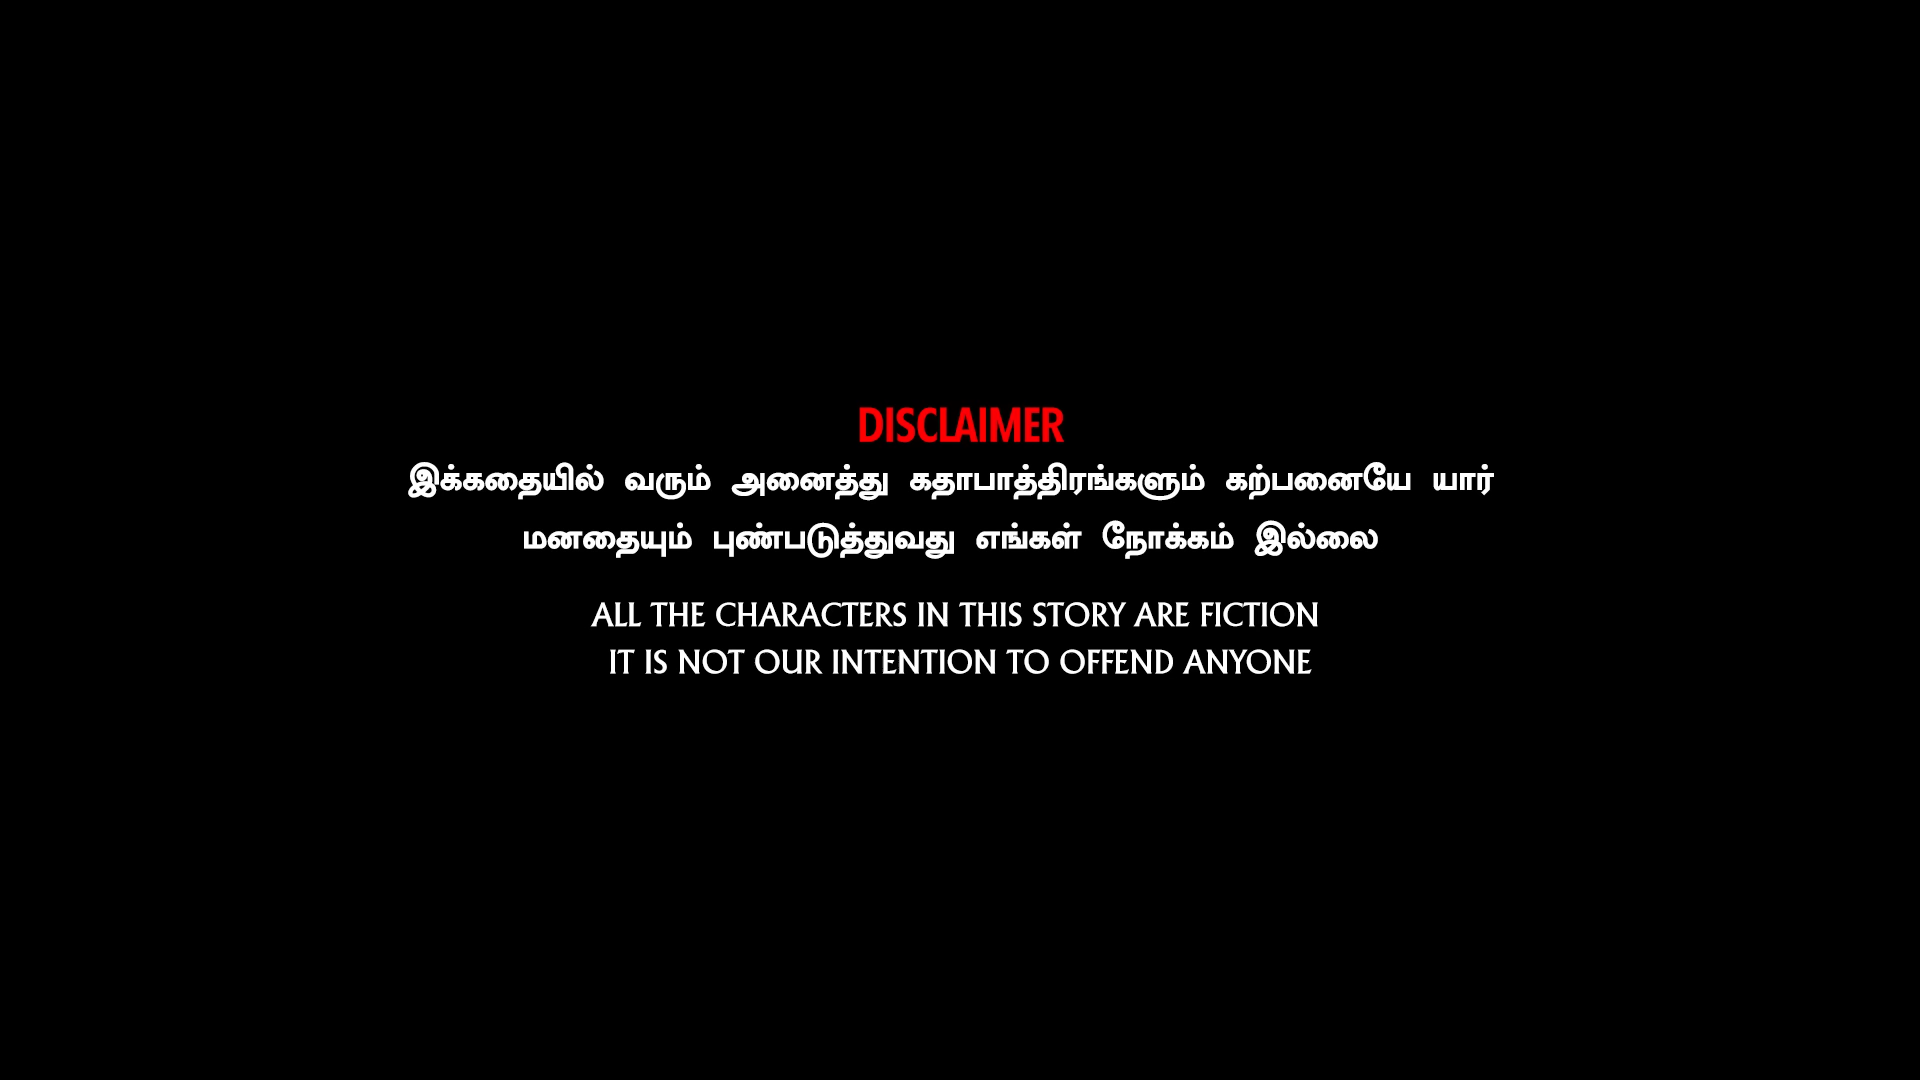 DISCLAIMER
இக்கதையில் வரும் அனைத்து கதாபாத்திரங்களும் கற்பனையே யார்
மனதையும் புண்படுத்துவது எங்கள் நோக்கம் இல்லை
ALL THE CHARACTERS IN THIS STORY ARE FICTION
IT IS NOT OUR INTENTION TO OFFEND ANYONE